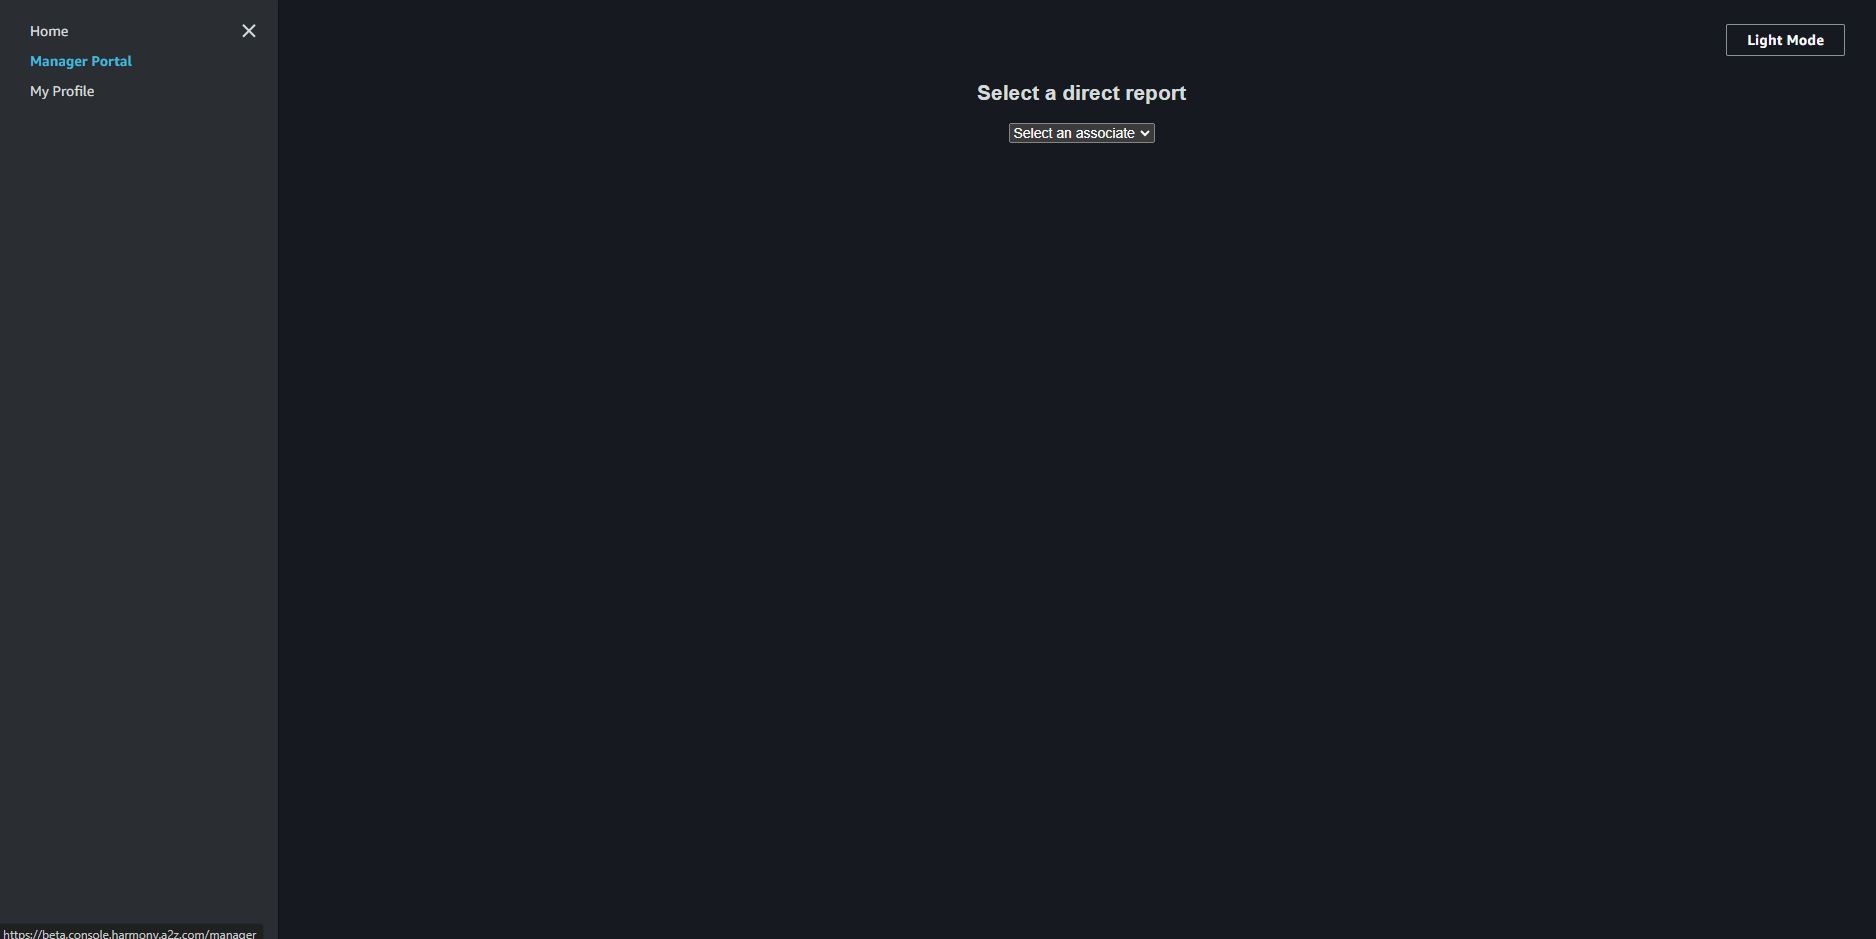 Home
Manager Portal
My Profile
Light Mode
Select a direct report
Select an associate
https://beta.console.harmony.a2z.com/manager